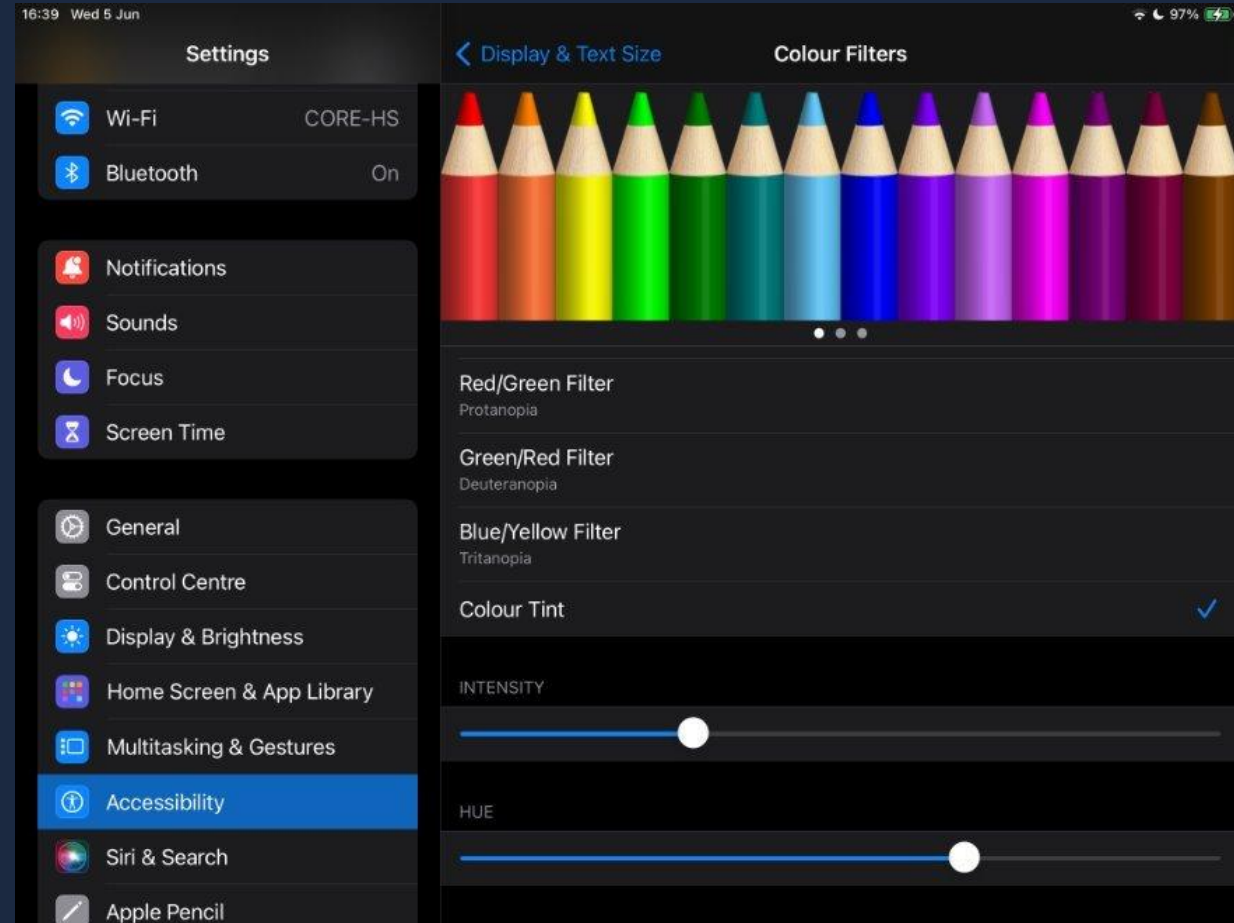 16:39 Wed 5 Jun
97%
Settings
Wi-Fi CORE-HS
Bluetooth On
Notifications
Sounds
Focus
Screen Time
General
Control Centre
Display & Brightness
Home Screen & App Library
Multitasking & Gestures
Accessibility
Siri & Search
Apple Pencil
Display & Text Size
Colour Filters
Red/Green Filter
Protanopia
Green/Red Filter
Deuteranopia
Blue/Yellow Filter
Tritanopia
Colour Tint
INTENSITY
HUE